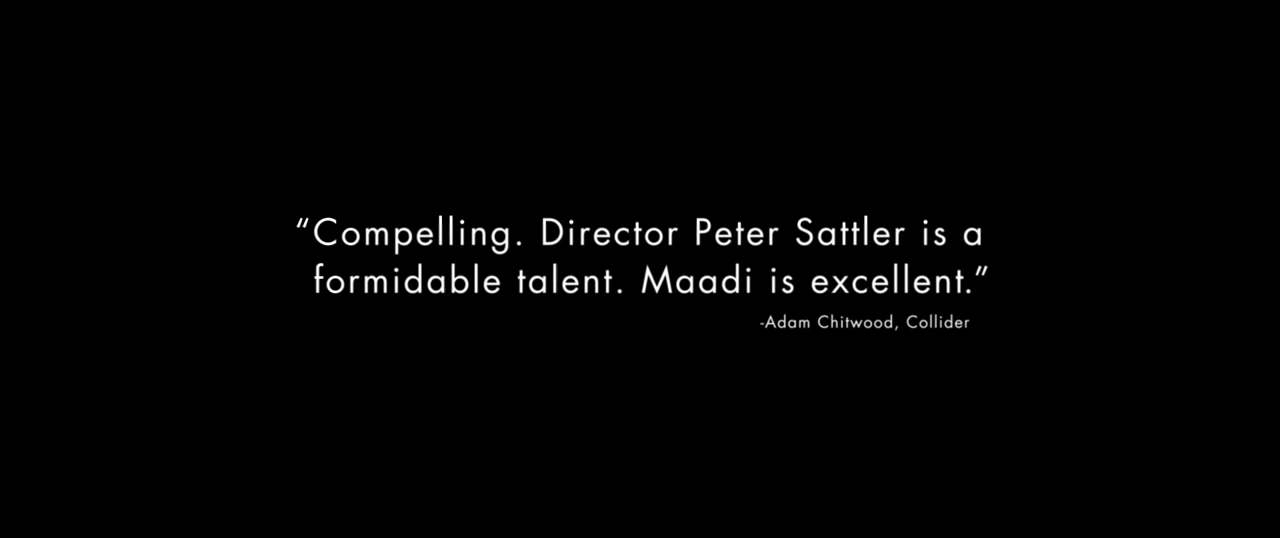 “Compelling. Director Peter Sattler is a
formidable talent. Maadi is excellent.”
-Adam Chitwood, Collider